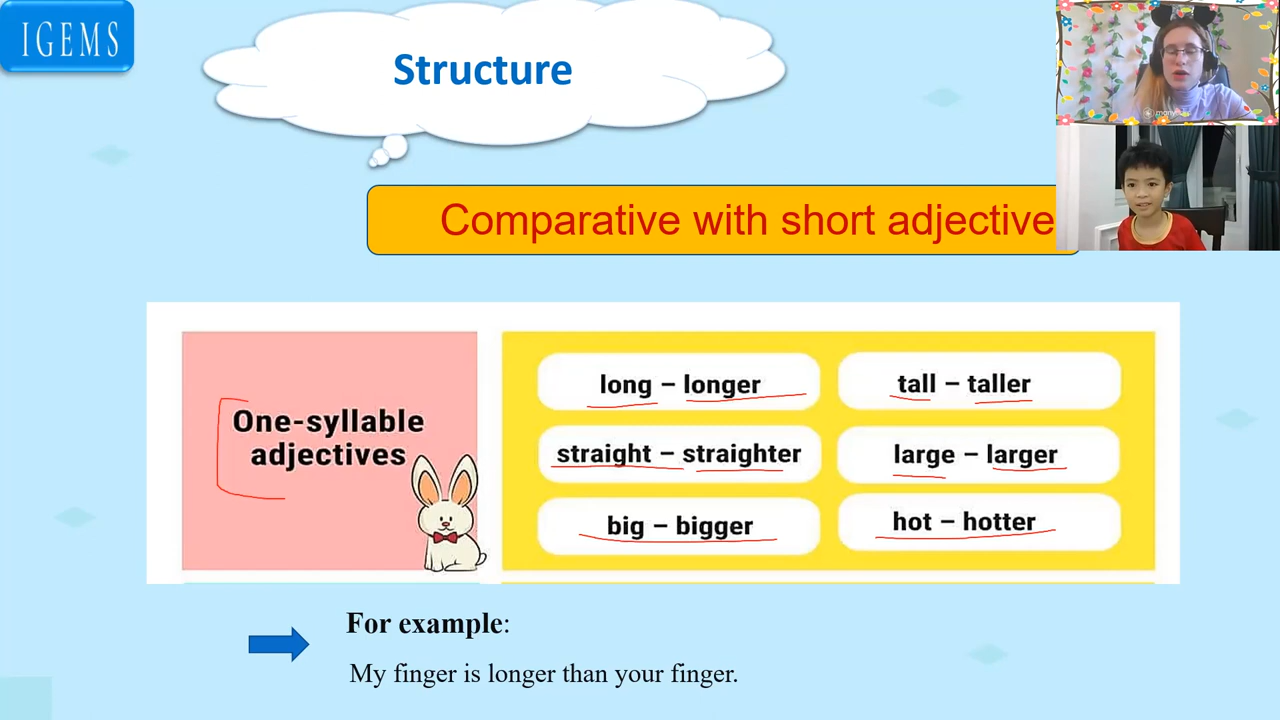 IGEMS
Structure
Comparative with short adjective
One-syllable
adjectives
long – longer
tall – taller
straight – straighter
large – larger
big – bigger
hot – hotter
For example:
My finger is longer than your finger.